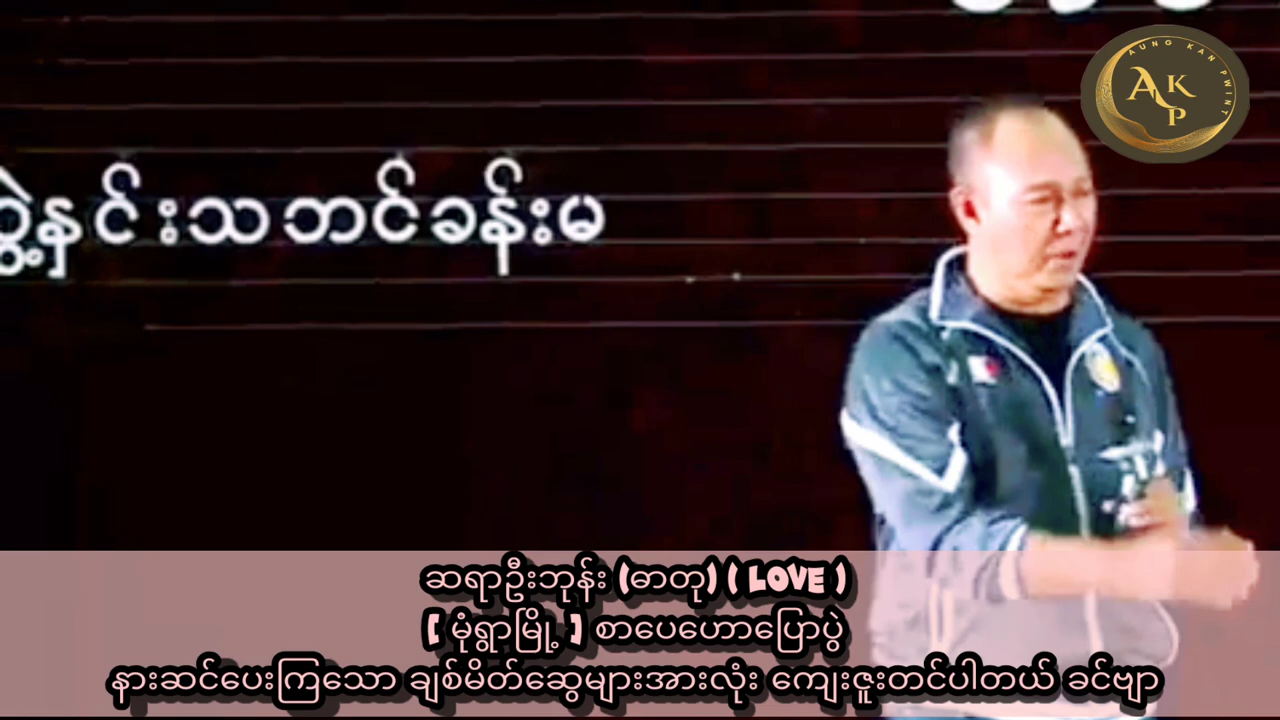 AUNG KAN PWINT
AKP
သဘင်ခန်းမ
ဆရာဦးဘုန်း (ဓာတု) ( LOVE )
[ မုံရွာမြို့ ] စာပေဟောပြောပွဲ
နားဆင်ပေးကြသော ချစ်မိတ်ဆွေများအားလုံး ကျေးဇူးတင်ပါတယ် ခင်ဗျာ